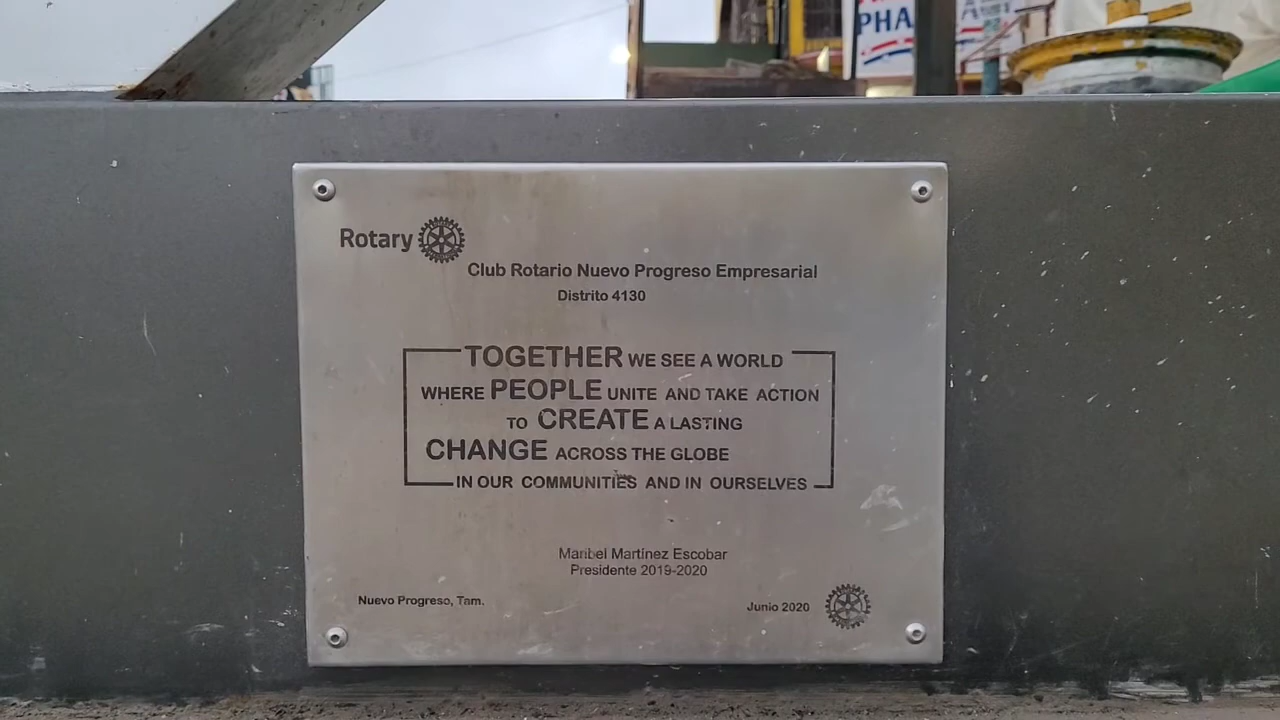 PHA
Rotary
Club Rotario Nuevo Progreso Empresarial
Distrito 4130
TOGETHER WE SEE A WORLD
WHERE PEOPLE UNITE AND TAKE ACTION
TO CREATE A LASTING
CHANGE ACROSS THE GLOBE
IN OUR COMMUNITIES AND IN OURSELVES
Maribel Martínez Escobar
Presidente 2019-2020
Nuevo Progreso, Tam.
Junio 2020